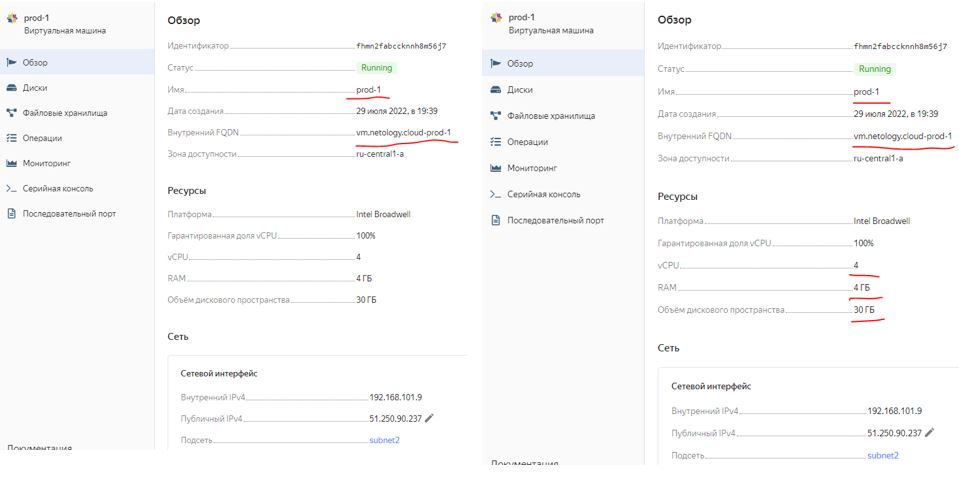 prod-1
Виртуальная машина
Обзор
Диски
Файловые хранилища
Операции
Мониторинг
Серийная консоль
Последовательный порт
Документация
Обзор
Идентификатор fhmn2fabccknnh8m56j7
Статус Running
Имя prod-1
Дата создания 29 июля 2022, в 19:39
Внутренний FQDN vm.netology.cloud-prod-1
Зона доступности ru-central1-a
Ресурсы
Платформа Intel Broadwell
Гарантированная доля vCPU 100%
vCPU 4
RAM 4 ГБ
Объём дискового пространства 30 ГБ
Сеть
Сетевой интерфейс
Внутренний IPv4 192.168.101.9
Публичный IPv4 51.250.90.237
Подсеть subnet2
prod-1
Виртуальная машина
Обзор
Диски
Файловые хранилища
Операции
Мониторинг
Серийная консоль
Последовательный порт
Документация
Обзор
Идентификатор fhmn2fabccknnh8m56j7
Статус Running
Имя prod-1
Дата создания 29 июля 2022, в 19:39
Внутренний FQDN vm.netology.cloud-prod-1
Зона доступности ru-central1-a
Ресурсы
Платформа Intel Broadwell
Гарантированная доля vCPU 100%
vCPU 4
RAM 4 ГБ
Объём дискового пространства 30 ГБ
Сеть
Сетевой интерфейс
Внутренний IPv4 192.168.101.9
Публичный IPv4 51.250.90.237
Подсеть subnet2